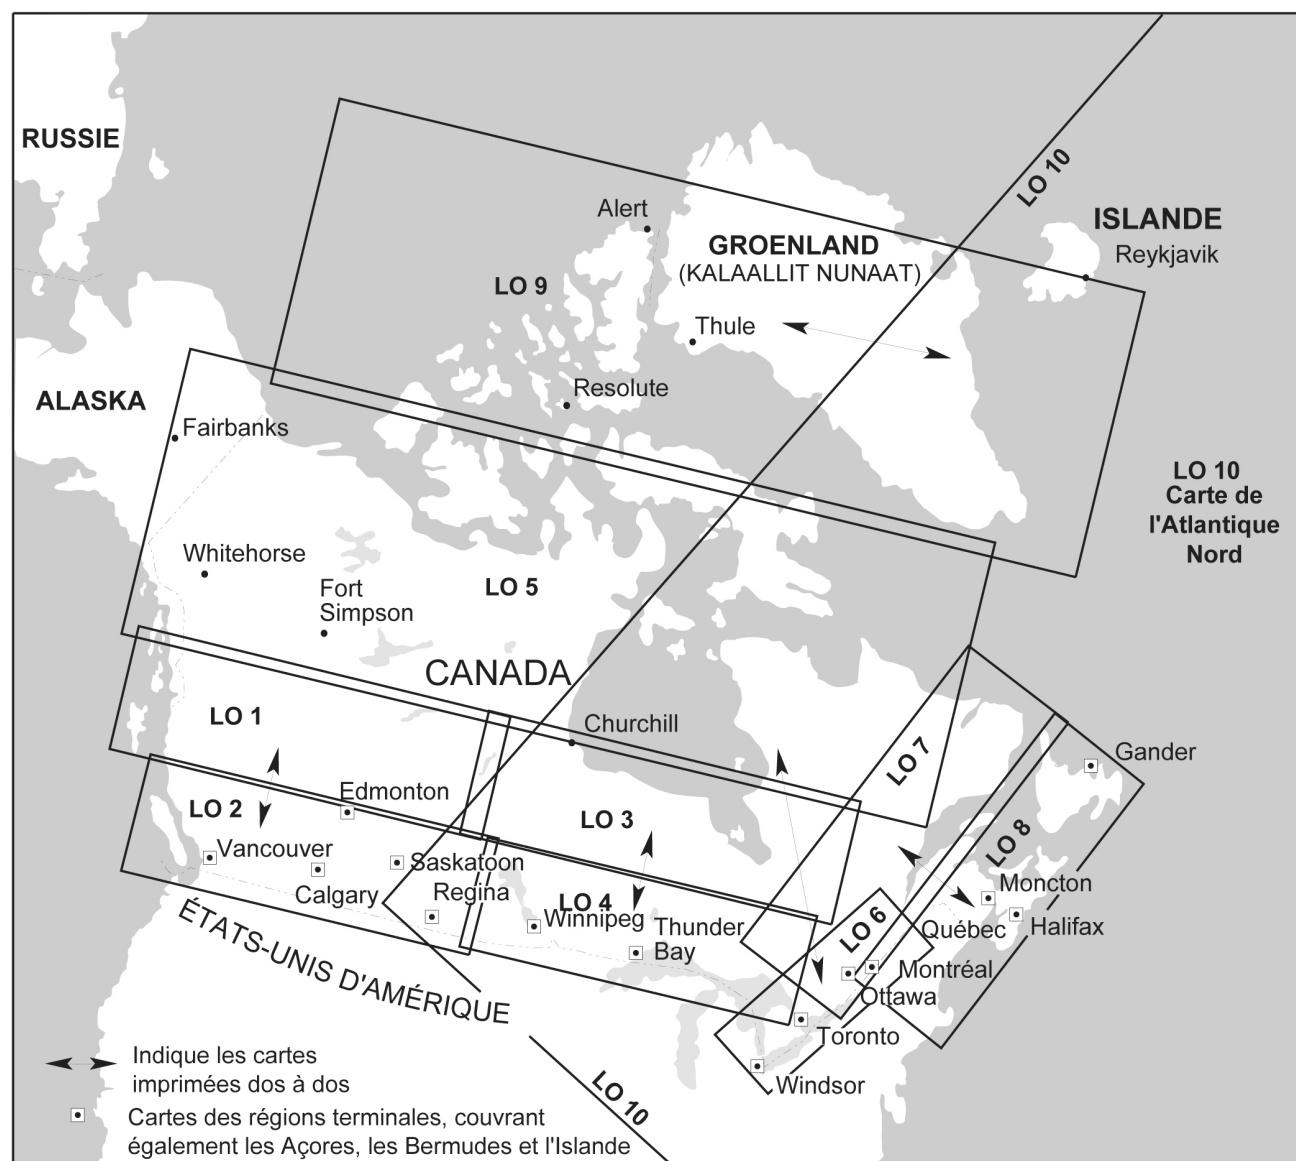 RUSSIE
LO 10
Alert
ISLANDE
GROENLAND
Reykjavik
(KALAALLIT NUNAAT)
LO 9
Thule
Resolute
ALASKA
Fairbanks
LO 10
Carte de
l'Atlantique
Nord
Whitehorse
Fort
Simpson
LO 5
CANADA
LO 1
Churchill
LO 7
Gander
Edmonton
LO 2
LO 3
LO 8
Vancouver
Saskatoon
Calgary
Regina
LO 4
Winnipeg
Thunder
Bay
LO 6
Québec
Moncton
Halifax
Montréal
Ottawa
ÉTATS-UNIS D'AMÉRIQUE
Toronto
Windsor
LO 10
Indique les cartes
imprimées dos à dos
Cartes des régions terminales, couvrant
également les Açores, les Bermudes et l'Islande